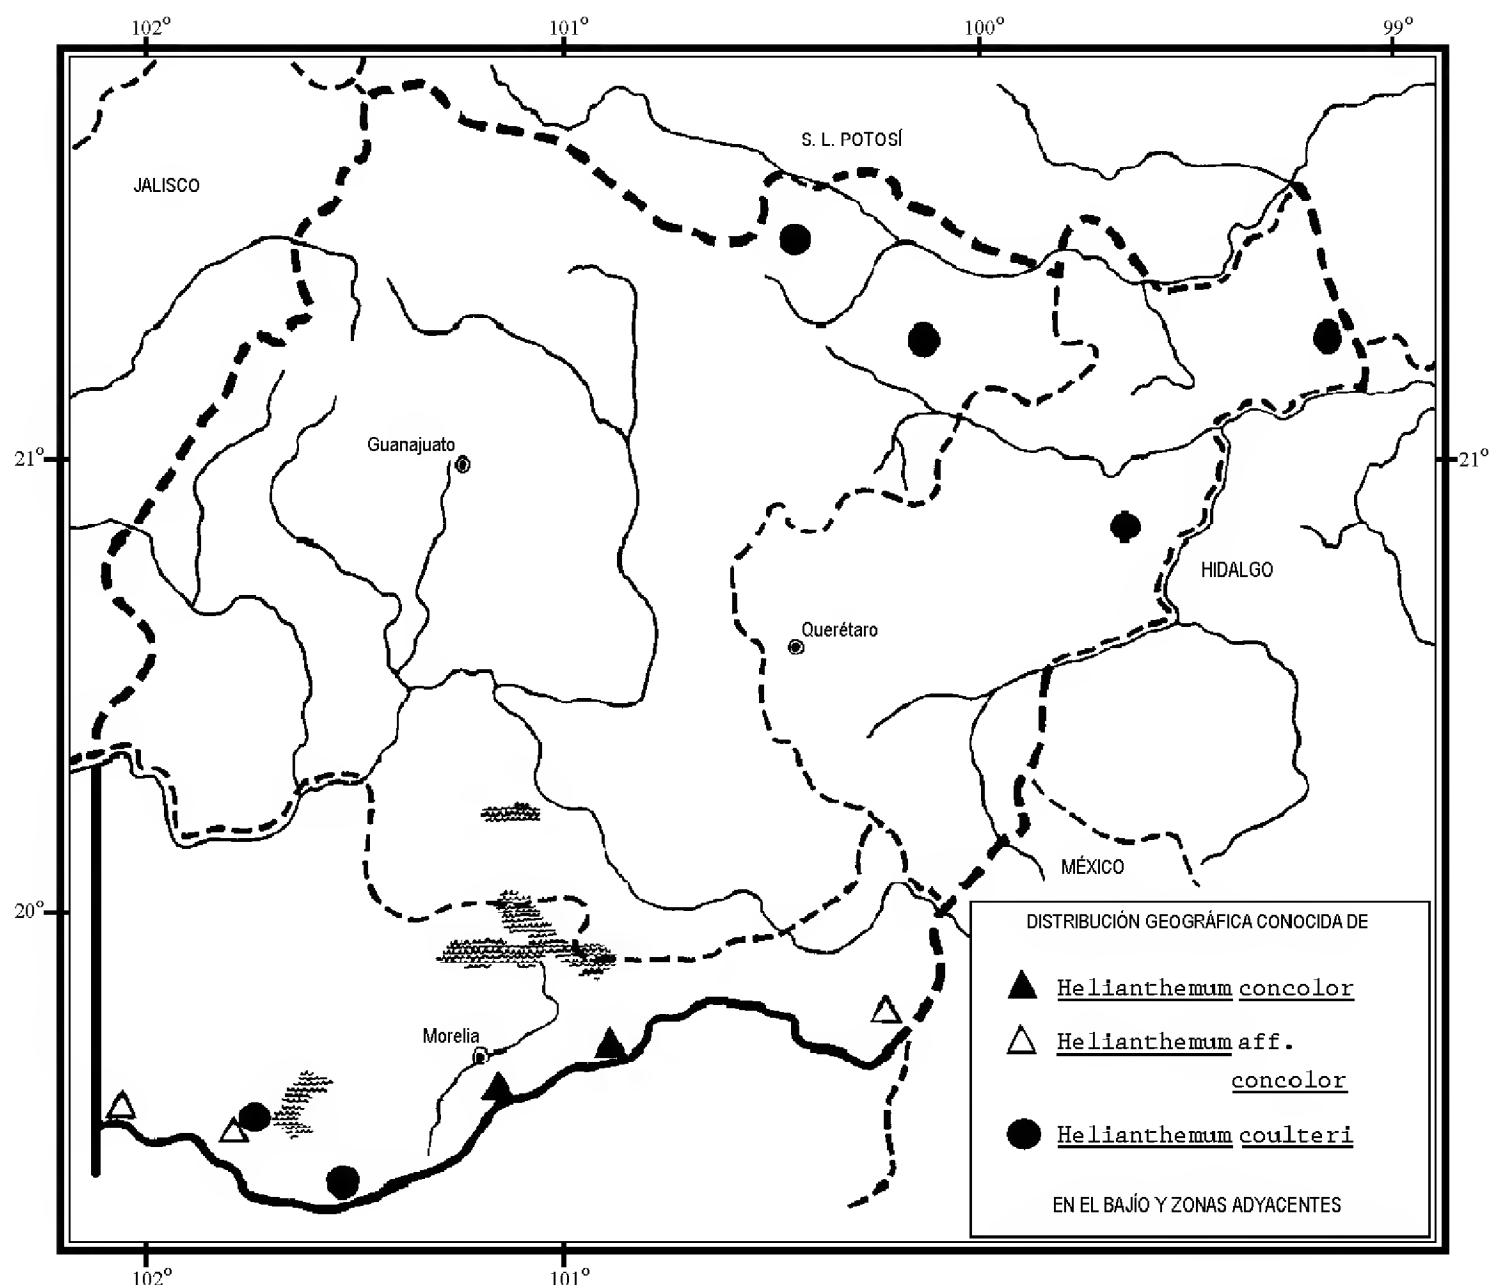 102° 101° 100° 99°
S. L. POTOSÍ
JALISCO
Guanajuato
21° 21°
HIDALGO
Querétaro
MÉXICO
20°
Morelia
DISTRIBUCIÓN GEOGRÁFICA CONOCIDA DE
Helianthemum concolor
Helianthemum aff.
concolor
Helianthemum coulteri
EN EL BAJÍO Y ZONAS ADYACENTES
102° 101°